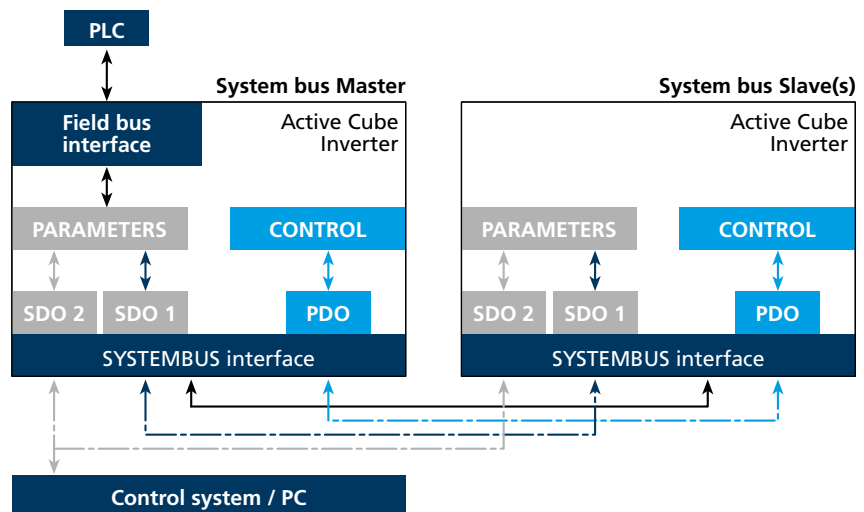 PLC
System bus Master
Field bus
interface
Active Cube
Inverter
PARAMETERS
CONTROL
SDO 2
SDO 1
PDO
SYSTEMBUS interface
System bus Slave(s)
Active Cube
Inverter
PARAMETERS
CONTROL
SDO 2
SDO 1
PDO
SYSTEMBUS interface
Control system / PC